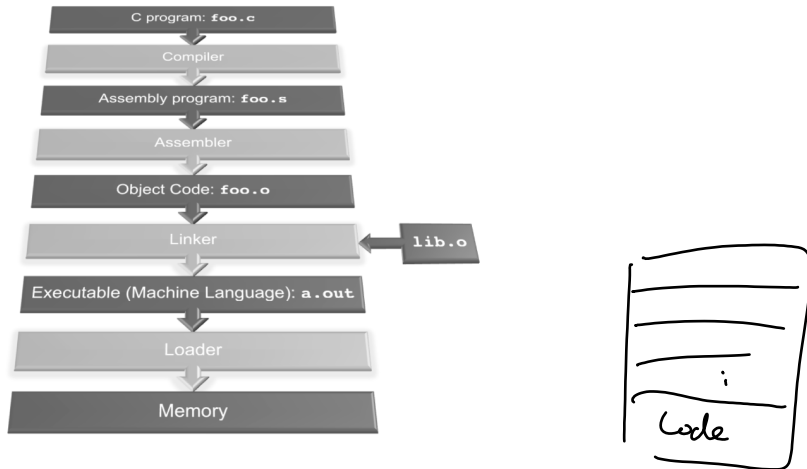 C program: foo.c
Compiler
Assembly program: foo.s
Assembler
Object Code: foo.o
Linker
lib.o
Executable (Machine Language): a.out
Loader
Memory
Code